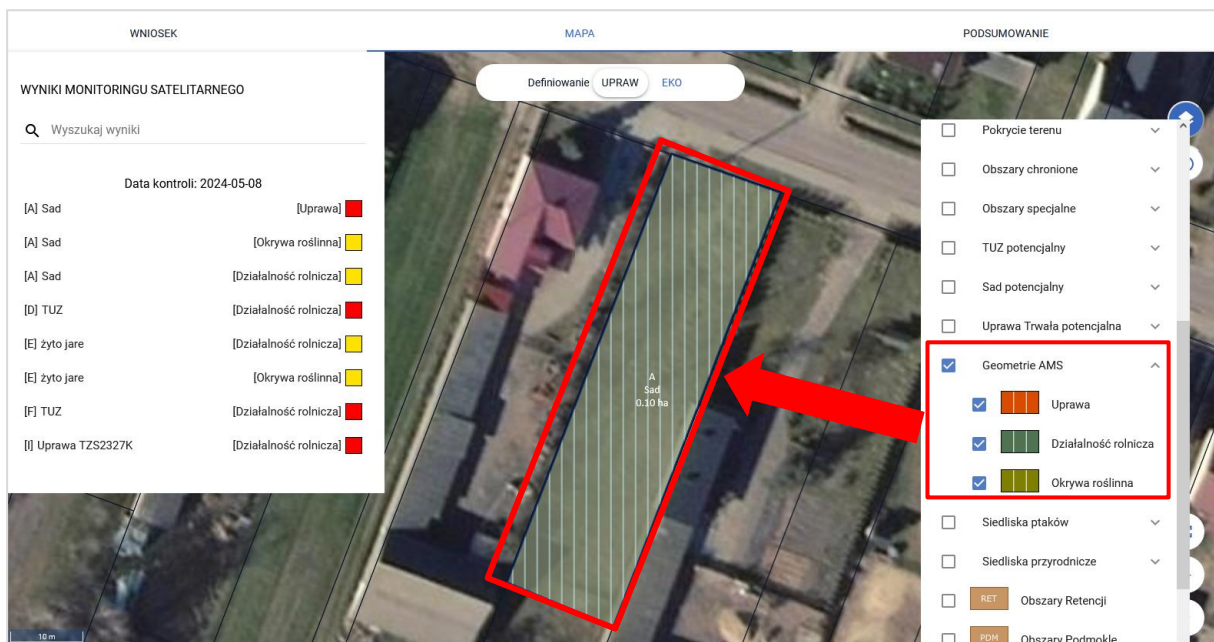 WNIOSEK
MAPA
PODSUMOWANIE
WYNIKI MONITORINGU SATELITARNEGO
Wyszukaj wyniki
Data kontroli: 2024-05-08
[A] Sad [Uprawa]
[A] Sad [Okrywa roślinna]
[A] Sad [Działalność rolnicza]
[D] TUZ [Działalność rolnicza]
[E] żyto jare [Działalność rolnicza]
[E] żyto jare [Okrywa roślinna]
[F] TUZ [Działalność rolnicza]
[I] Uprawa TZS2327K [Działalność rolnicza]
Definiowanie UPRAW EKO
A
Sad
0.10 ha
Pokrycie terenu
Obszary chronione
Obszary specjalne
TUZ potencjalny
Sad potencjalny
Uprawa Trwała potencjalna
Geometrie AMS
Uprawa
Działalność rolnicza
Okrywa roślinna
Siedliska ptaków
Siedliska przyrodnicze
RET Obszary Retencji
PDM Obszary Podmokłe
10 m